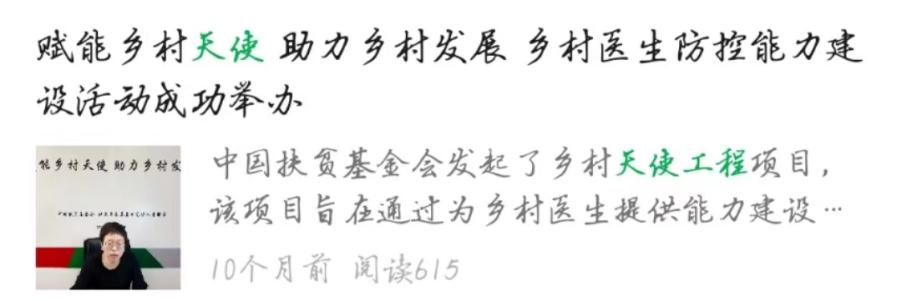 赋能乡村天使 助力乡村发展 乡村医生防控能力建
设活动成功举办
能乡村天使 助力乡村发
中国扶贫基金会发起了乡村天使工程项目，
该项目旨在通过为乡村医生提供能力建设…
10个月前 阅读615